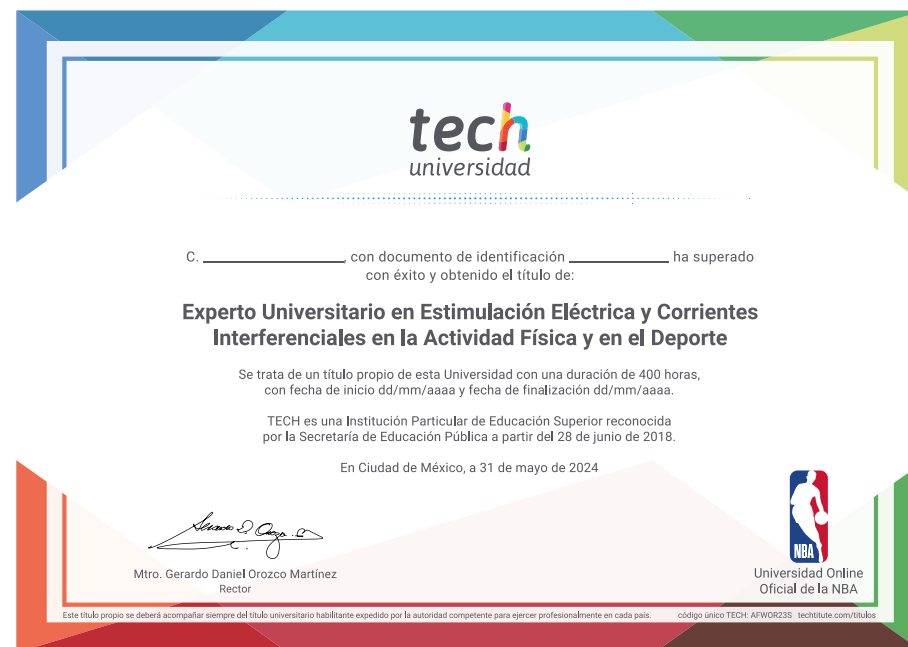 tech
universidad
C. ____________, con documento de identificación ____________ ha superado
con éxito y obtenido el título de:
Experto Universitario en Estimulación Eléctrica y Corrientes
Interferenciales en la Actividad Física y en el Deporte
Se trata de un título propio de esta Universidad con una duración de 400 horas,
con fecha de inicio dd/mm/aaaa y fecha de finalización dd/mm/aaaa.
TECH es una Institución Particular de Educación Superior reconocida
por la Secretaría de Educación Pública a partir del 28 de junio de 2018.
En Ciudad de México, a 31 de mayo de 2024
Mtro. Gerardo Daniel Orozco Martínez
Rector
NBA
Universidad Online
Oficial de la NBA
Este título propio se deberá acompañar siempre del título universitario habilitante expedido por la autoridad competente para ejercer profesionalmente en cada país. código único TECH: AFWOR23S techtitute.com/titulos